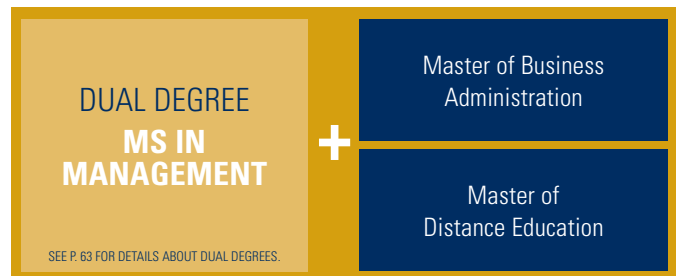 DUAL DEGREE
MS IN
MANAGEMENT
SEE P. 63 FOR DETAILS ABOUT DUAL DEGREES.
+
Master of Business
Administration
Master of
Distance Education